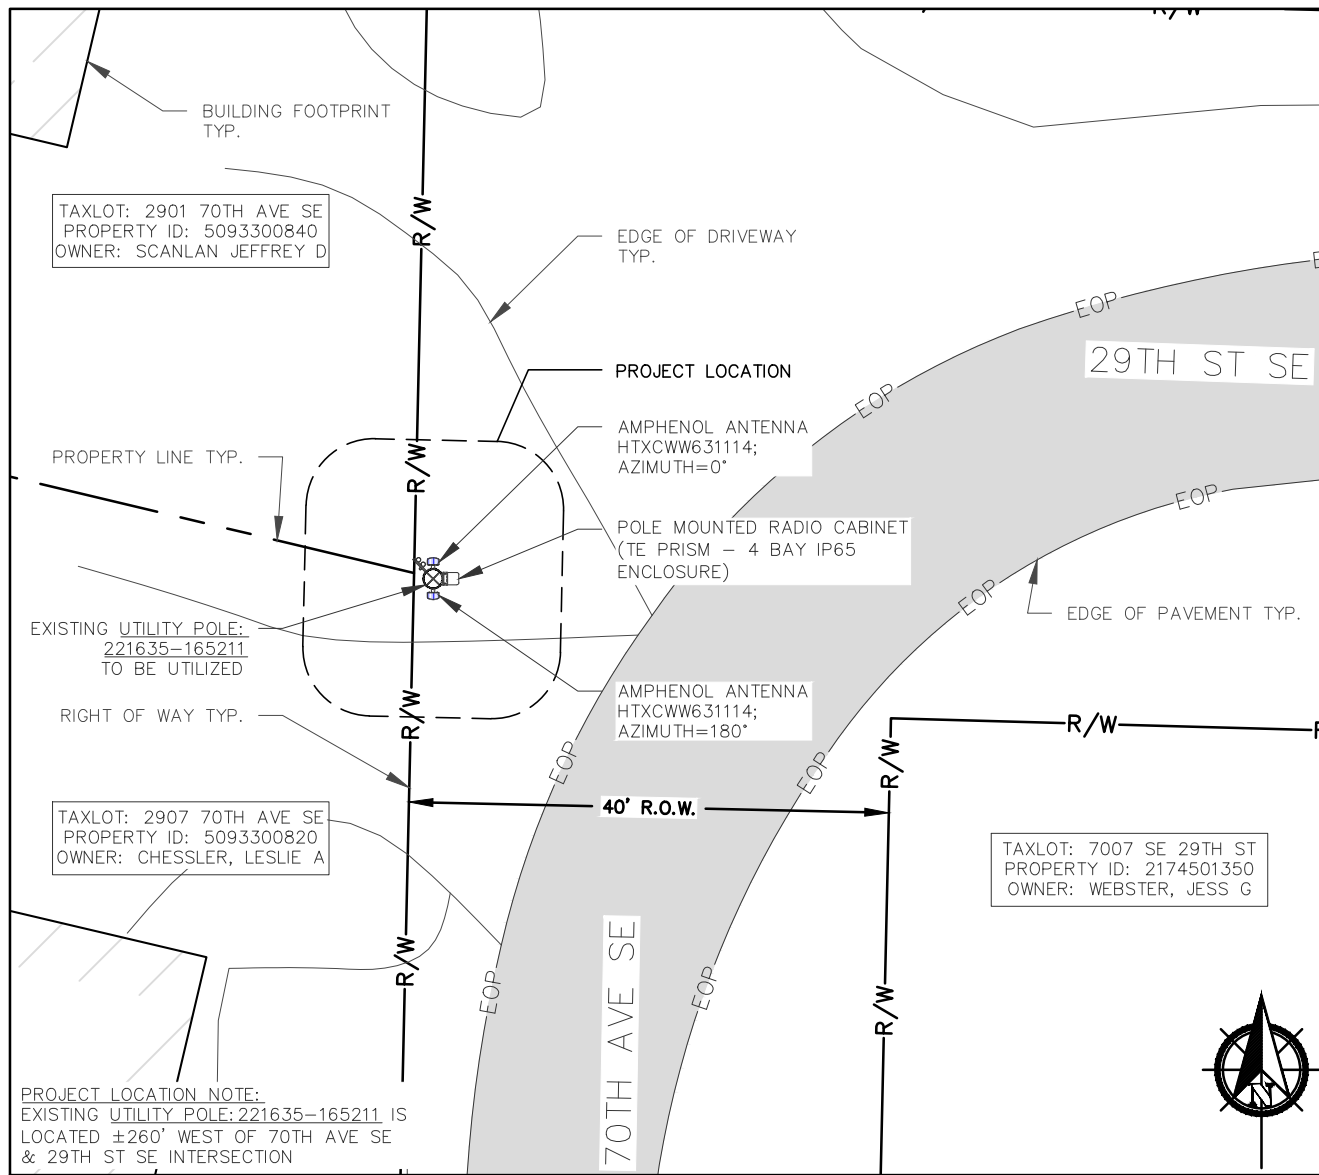 R/W
BUILDING FOOTPRINT
TYP.
TAXLOT: 2901 70TH AVE SE
PROPERTY ID: 5093300840
OWNER: SCANLAN JEFFREY D
R/W
EDGE OF DRIVEWAY
TYP.
EOP
29TH ST SE
PROJECT LOCATION
EOP
AMPHENOL ANTENNA
HTXCWW631114;
AZIMUTH=0°
PROPERTY LINE TYP.
R/W
EOP
POLE MOUNTED RADIO CABINET
(TE PRISM – 4 BAY IP65
ENCLOSURE)
EOP
EDGE OF PAVEMENT TYP.
EXISTING UTILITY POLE:
221635–165211
TO BE UTILIZED
AMPHENOL ANTENNA
HTXCWW631114;
AZIMUTH=180°
RIGHT OF WAY TYP.
R/W
R/W
R/W
EOP
EOP
40' R.O.W.
TAXLOT: 2907 70TH AVE SE
PROPERTY ID: 5093300820
OWNER: CHESSLER, LESLIE A
TAXLOT: 7007 SE 29TH ST
PROPERTY ID: 2174501350
OWNER: WEBSTER, JESS G
R/W
EOP
70TH AVE SE
EOP
R/W
N
PROJECT LOCATION NOTE:
EXISTING UTILITY POLE:221635–165211 IS
LOCATED ±260' WEST OF 70TH AVE SE
& 29TH ST SE INTERSECTION